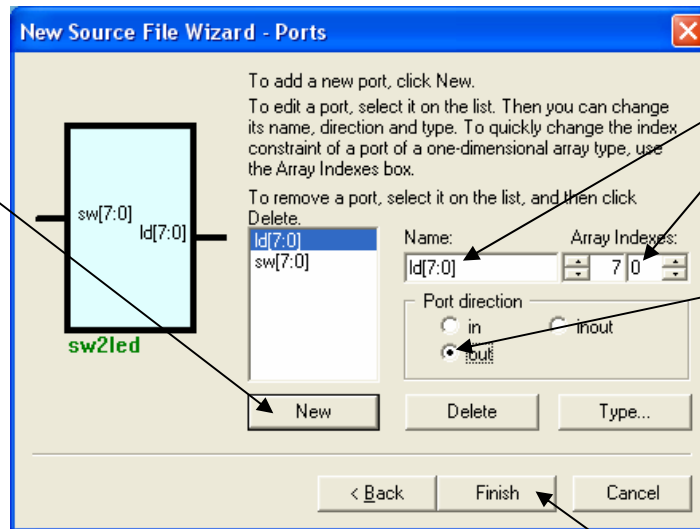 New Source File Wizard - Ports
To add a new port, click New.
To edit a port, select it on the list. Then you can change
its name, direction and type. To quickly change the index
constraint of a port of a one-dimensional array type, use
the Array Indexes box.
To remove a port, select it on the list, and then click
Delete.
sw[7:0]
ld[7:0]
sw2led
ld[7:0]
sw[7:0]
Name:
Array Indexes:
ld[7:0]
7 0
Port direction
in
inout
out
New
Delete
Type...
< Back
Finish
Cancel